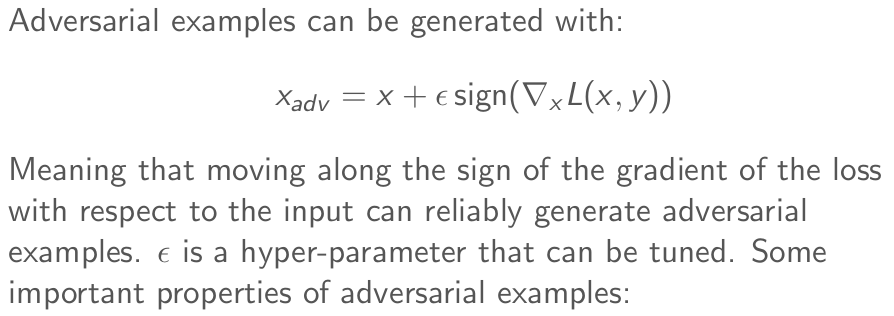 Adversarial examples can be generated with:
x_{adv} = x + ϵ sign(∇_x L(x, y))
Meaning that moving along the sign of the gradient of the loss
with respect to the input can reliably generate adversarial
examples. ϵ is a hyper-parameter that can be tuned. Some
important properties of adversarial examples: